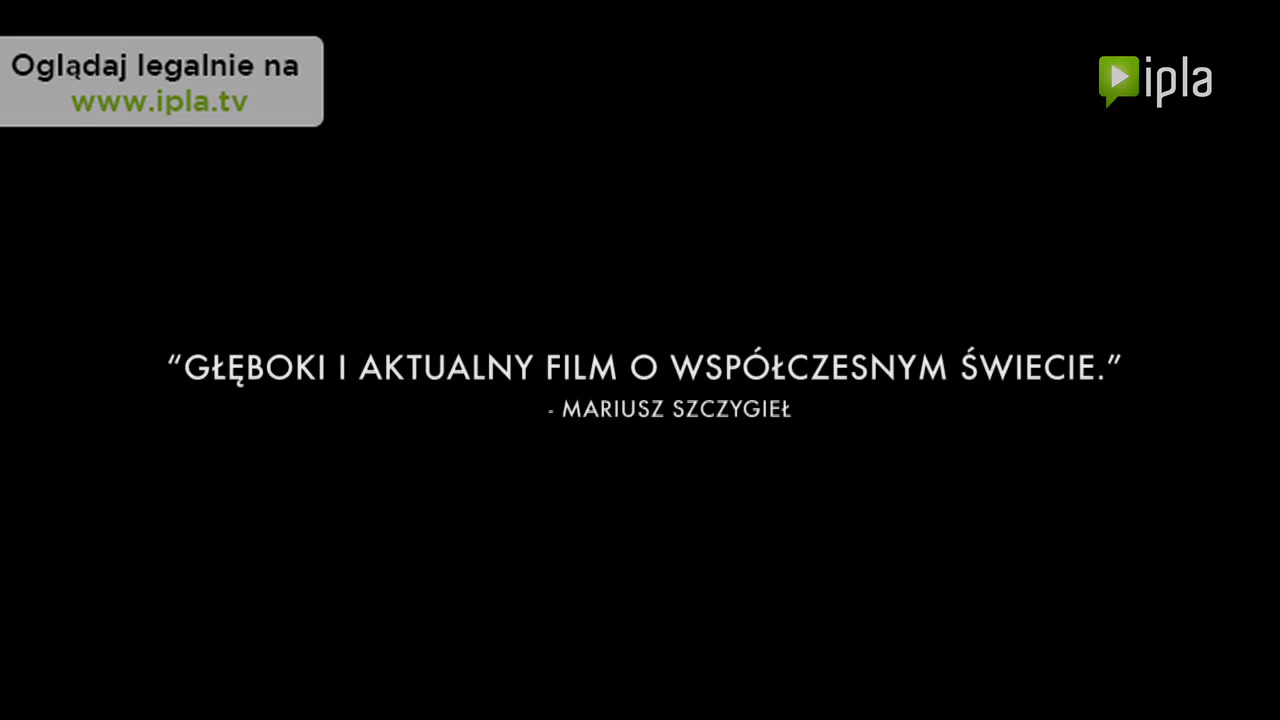 Oglądaj legalnie na
www.ipla.tv
ipla
“GŁĘBOKI I AKTUALNY FILM O WSPÓŁCZESNYM ŚWIECIE.”
- MARIUSZ SZCZYGIEŁ